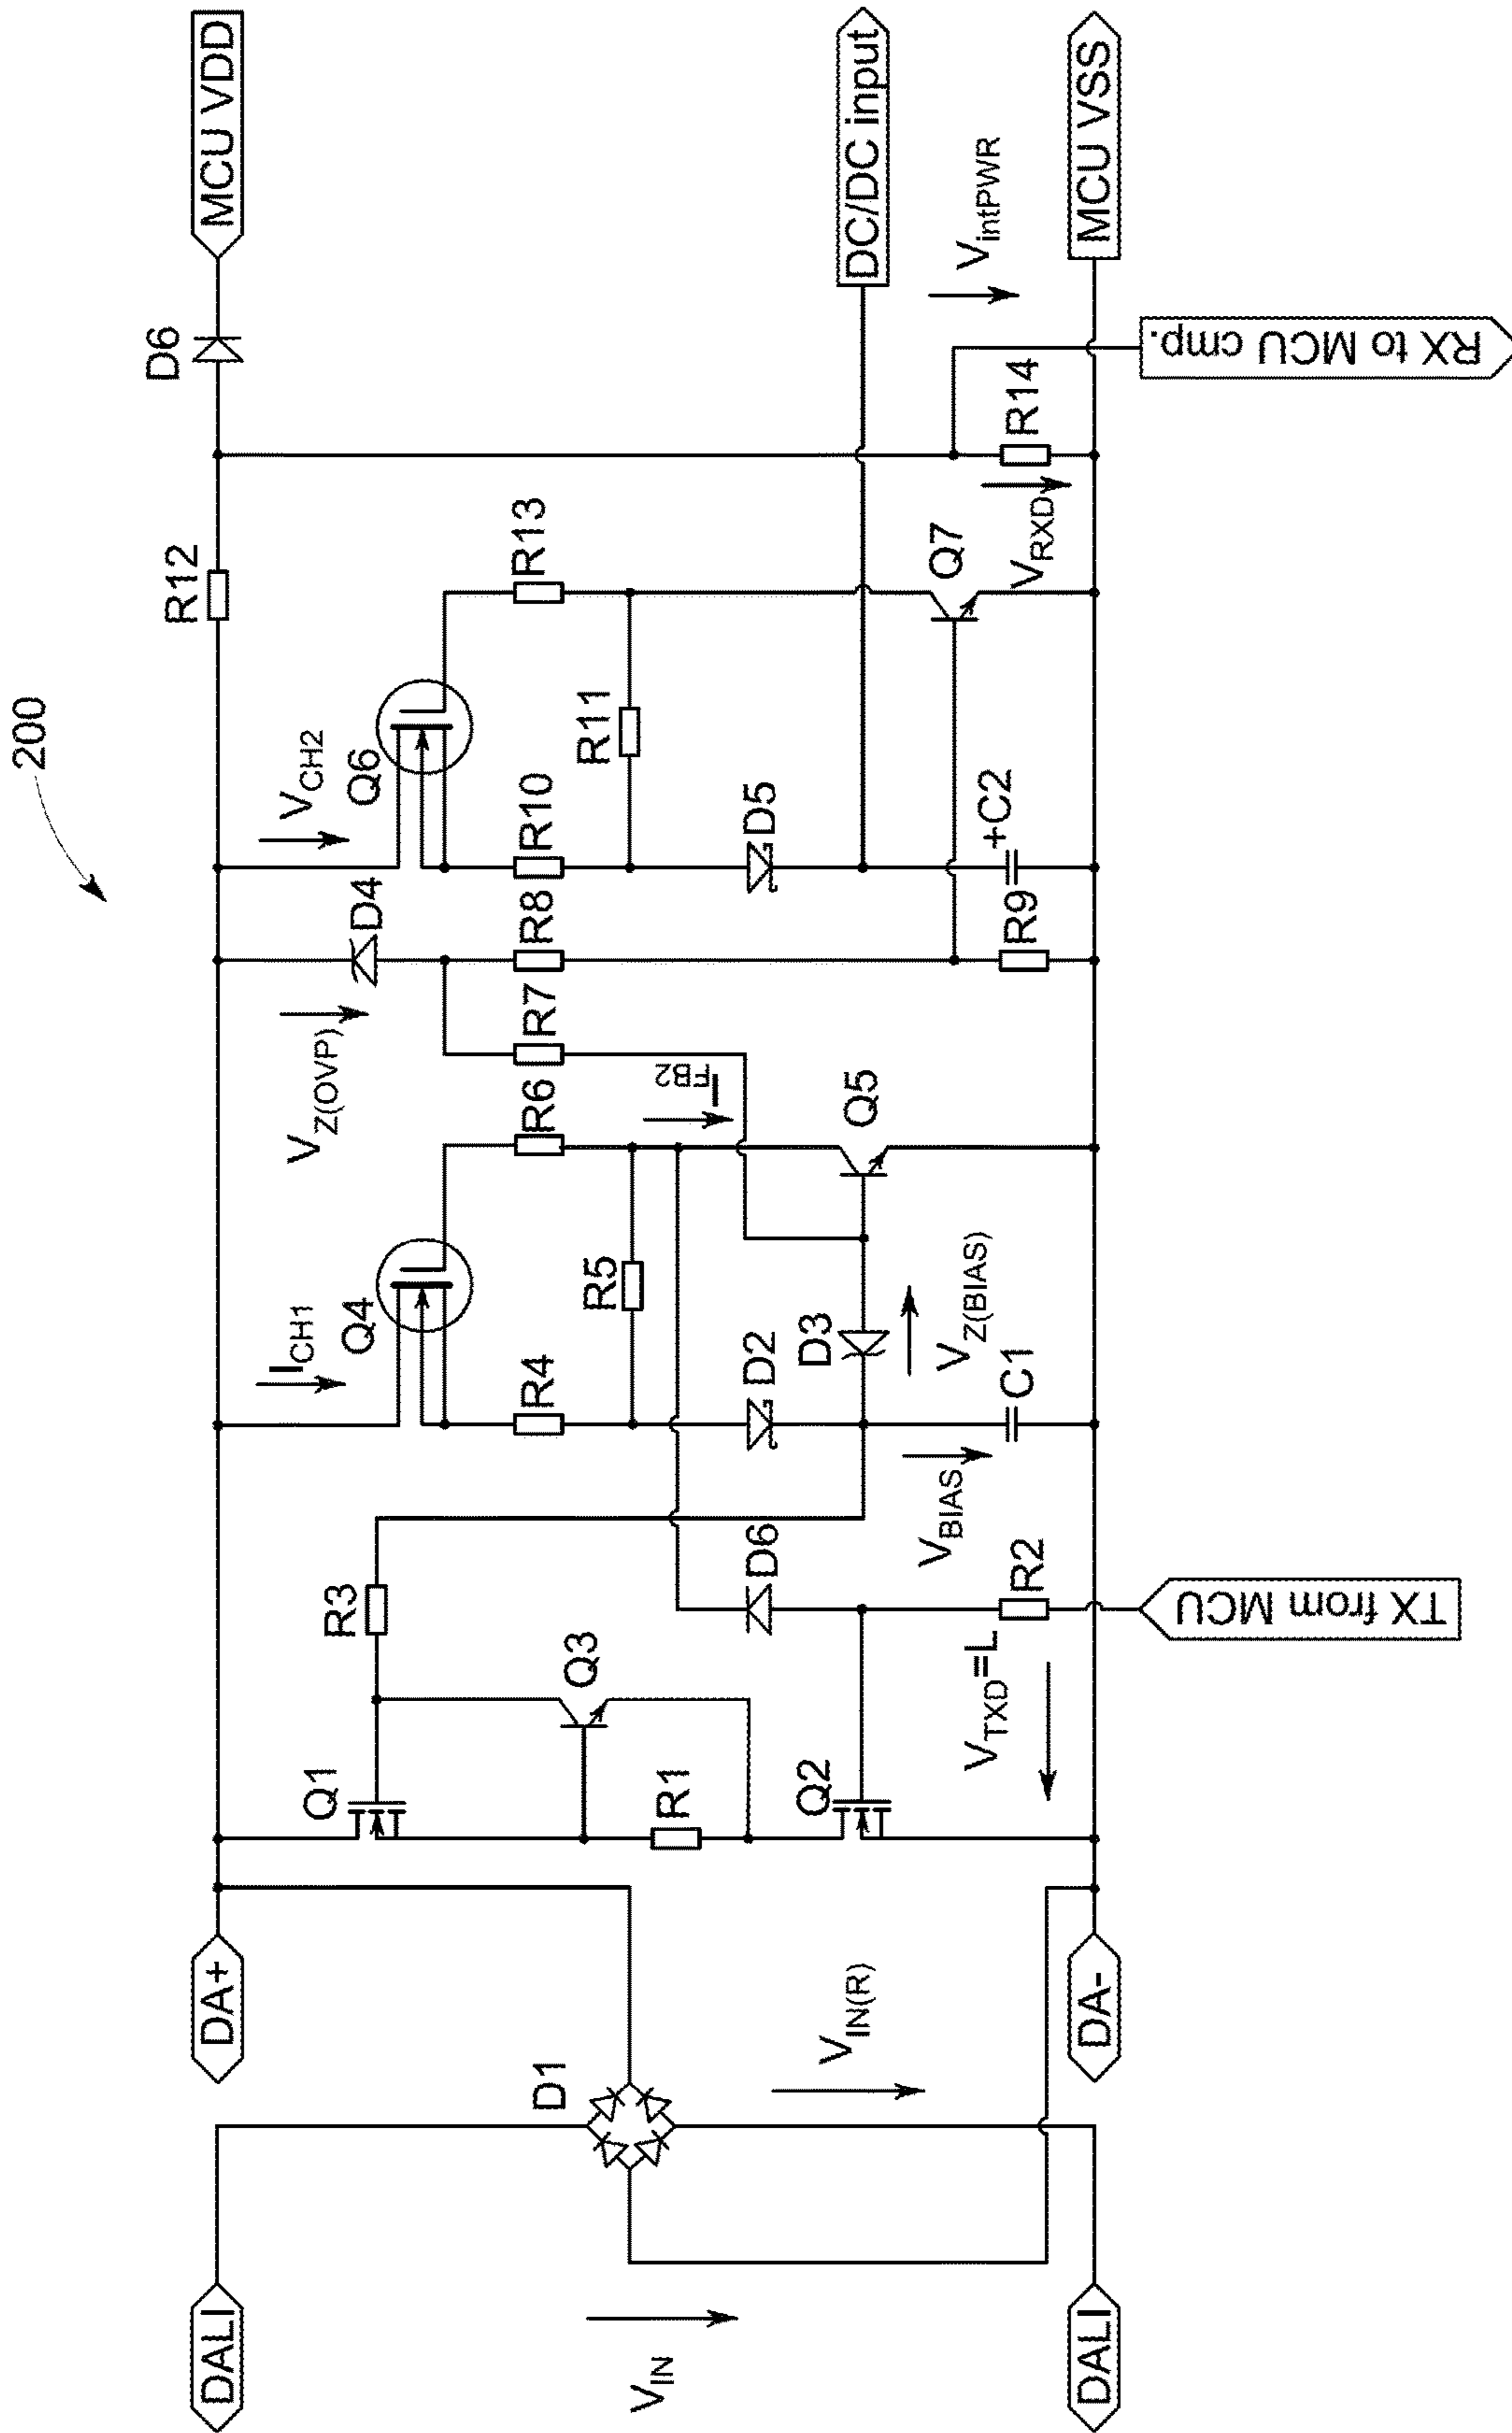 200
DALI
DALI
V_IN
D1
V_IN(R)
DA+
DA-
Q1
R1
Q2
Q3
R3
V_TXD=L
TX from MCU
R2
D6
V_BIAS
I_CH1
Q4
R4
D2
C1
R5
D3
V_Z(BIAS)
R6
I_FB2
Q5
V_Z(OVP)
R7
D4
R8
R9
V_CH2
Q6
R10
D5
+C2
R11
R13
Q7
R12
V_RXD
R14
D6
RX to MCU cmp.
V_intPWR
MCU VDD
DC/DC input
MCU VSS